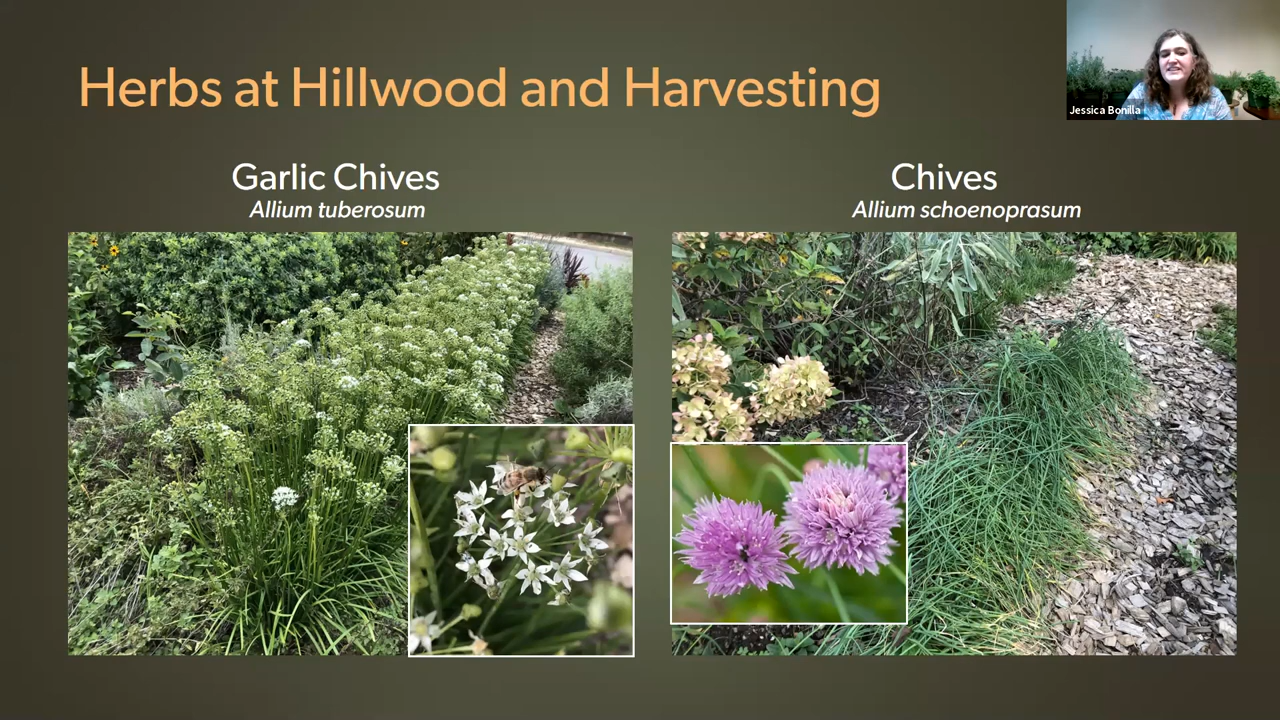 Herbs at Hillwood and Harvesting
Jessica Bonilla
Garlic Chives
Allium tuberosum
Chives
Allium schoenoprasum